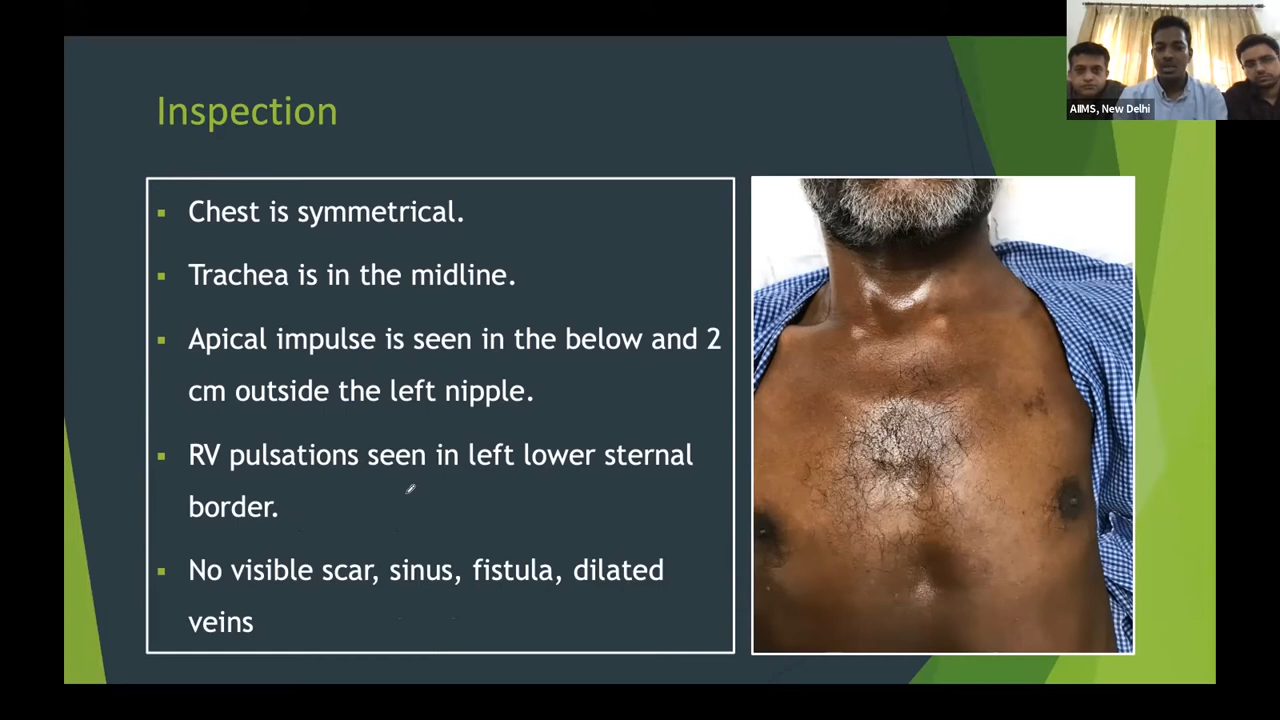 AIIMS, New Delhi
Inspection
Chest is symmetrical.
Trachea is in the midline.
Apical impulse is seen in the below and 2
cm outside the left nipple.
RV pulsations seen in left lower sternal
border.
No visible scar, sinus, fistula, dilated
veins